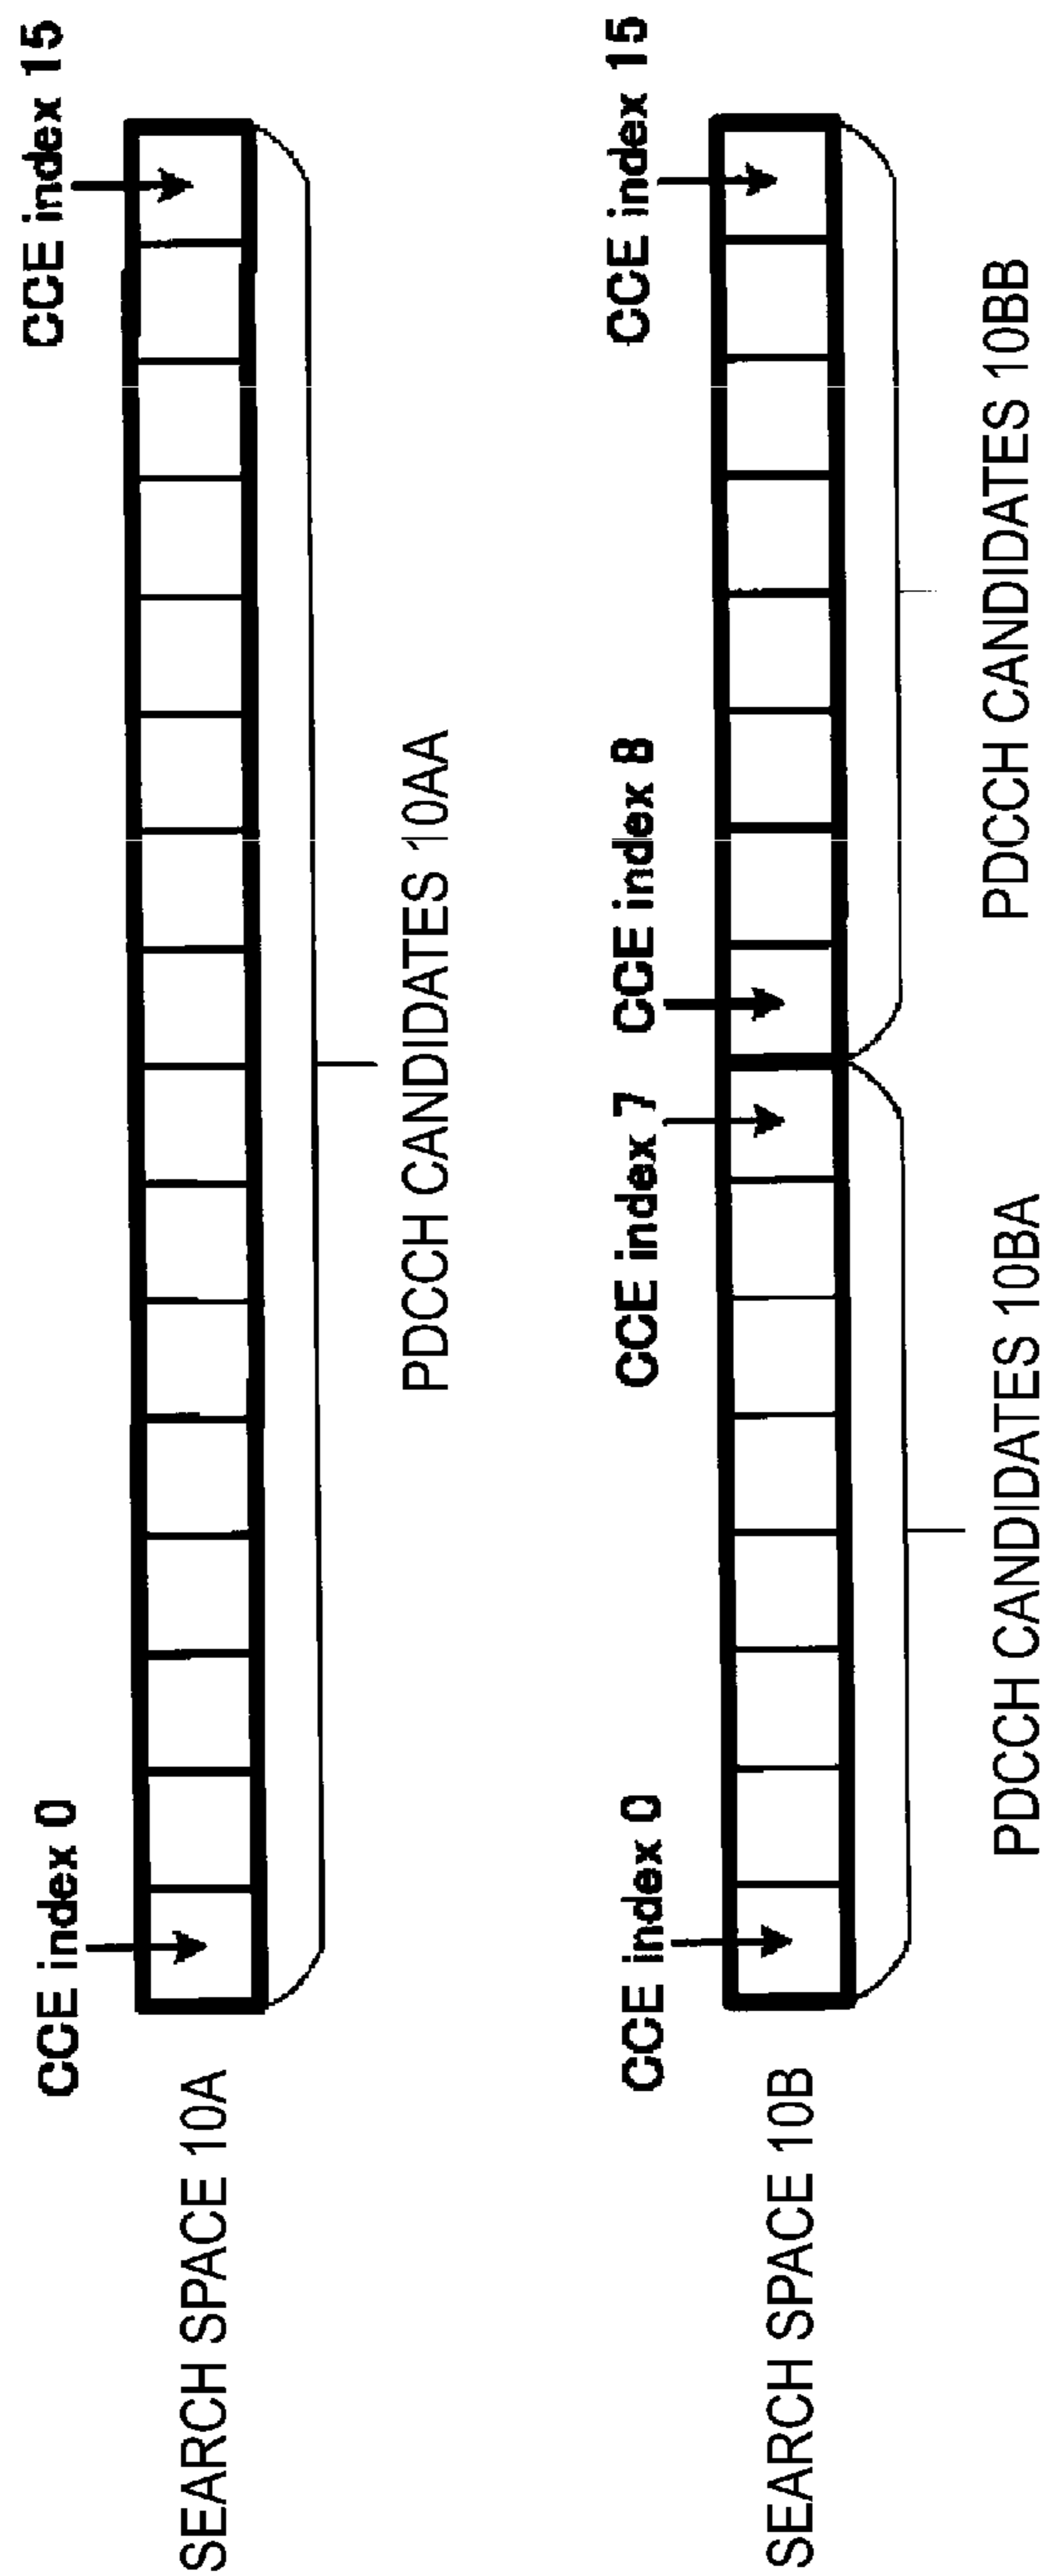 CCE index 0
CCE index 15
SEARCH SPACE 10A
PDCCH CANDIDATES 10AA
CCE index 0
CCE index 7
CCE index 8
CCE index 15
SEARCH SPACE 10B
PDCCH CANDIDATES 10BA
PDCCH CANDIDATES 10BB